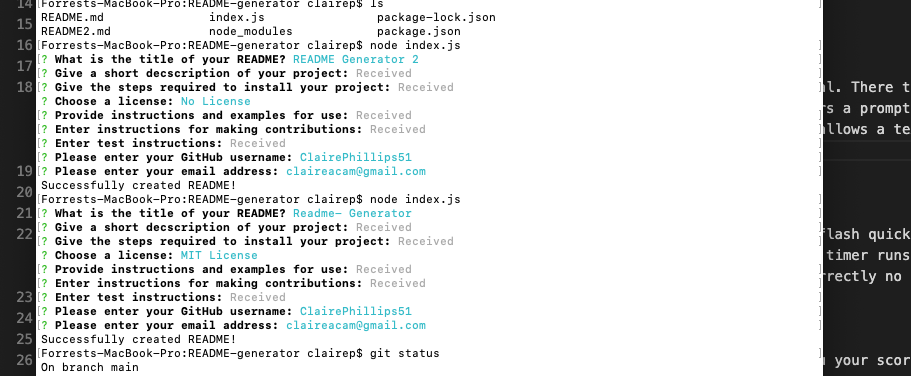 14 [Forrests-MacBook-Pro:README-generator clairep$ ls
README.md index.js package-lock.json
15
README2.md node_modules package.json
16 [Forrests-MacBook-Pro:README-generator clairep$ node index.js ]
17 [? What is the title of your README? README Generator 2 ]
[? Give a short decscription of your project: Received ]
18 [? Give the steps required to install your project: Received ] l. There t
? Choose a license: No License
[? Provide instructions and examples for use: Received ] rs a prompt
[? Enter instructions for making contributions: Received ] llows a te
[? Enter test instructions: Received ]
[? Please enter your GitHub username: ClairePhillips51 ]
19 [? Please enter your email address: claireacam@gmail.com ]
20 Successfully created README!
[Forrests-MacBook-Pro:README-generator clairep$ node index.js ]
21 [? What is the title of your README? Readme- Generator ]
22 [? Give a short decscription of your project: Received ] flash quick
[? Give the steps required to install your project: Received ]
? Choose a license: MIT License timer runs
[? Provide instructions and examples for use: Received ] rrectly no
[? Enter instructions for making contributions: Received ]
23 [? Enter test instructions: Received ]
24 [? Please enter your GitHub username: ClairePhillips51 ]
[? Please enter your email address: claireacam@gmail.com ]
25 Successfully created README!
26 [Forrests-MacBook-Pro:README-generator clairep$ git status ] your scor
On branch main